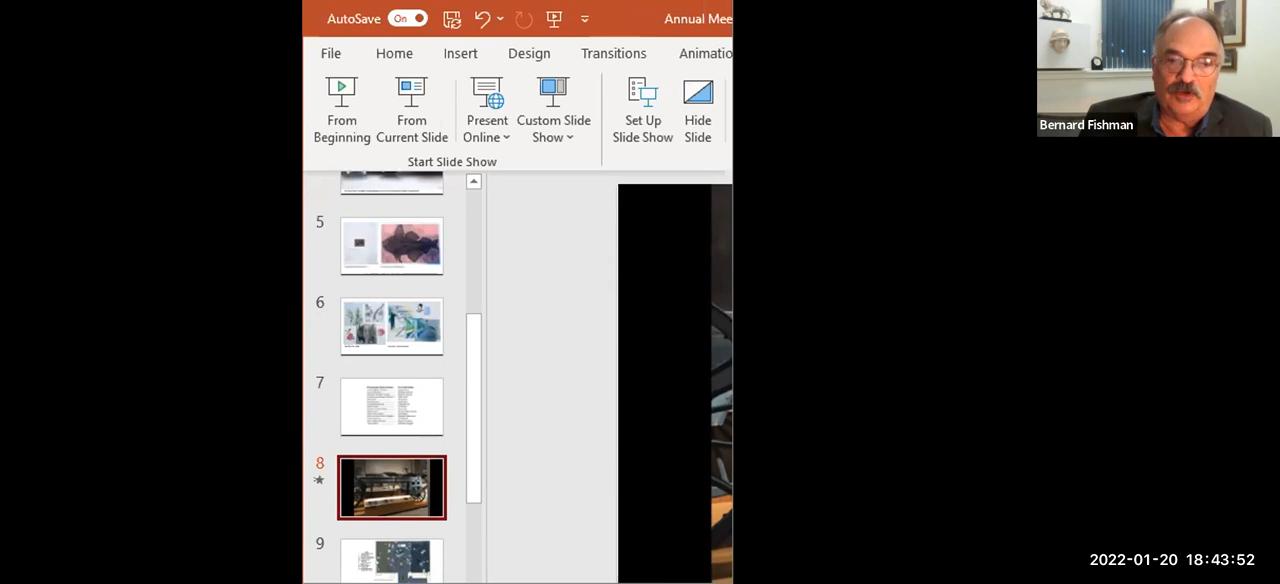 AutoSave On
Annual Mee
File Home Insert Design Transitions Animatio
From Beginning
From Current Slide
Present Online
Custom Slide Show
Set Up Slide Show
Hide Slide
Start Slide Show
5
6
7
8
9
Bernard Fishman
2022-01-20 18:43:52